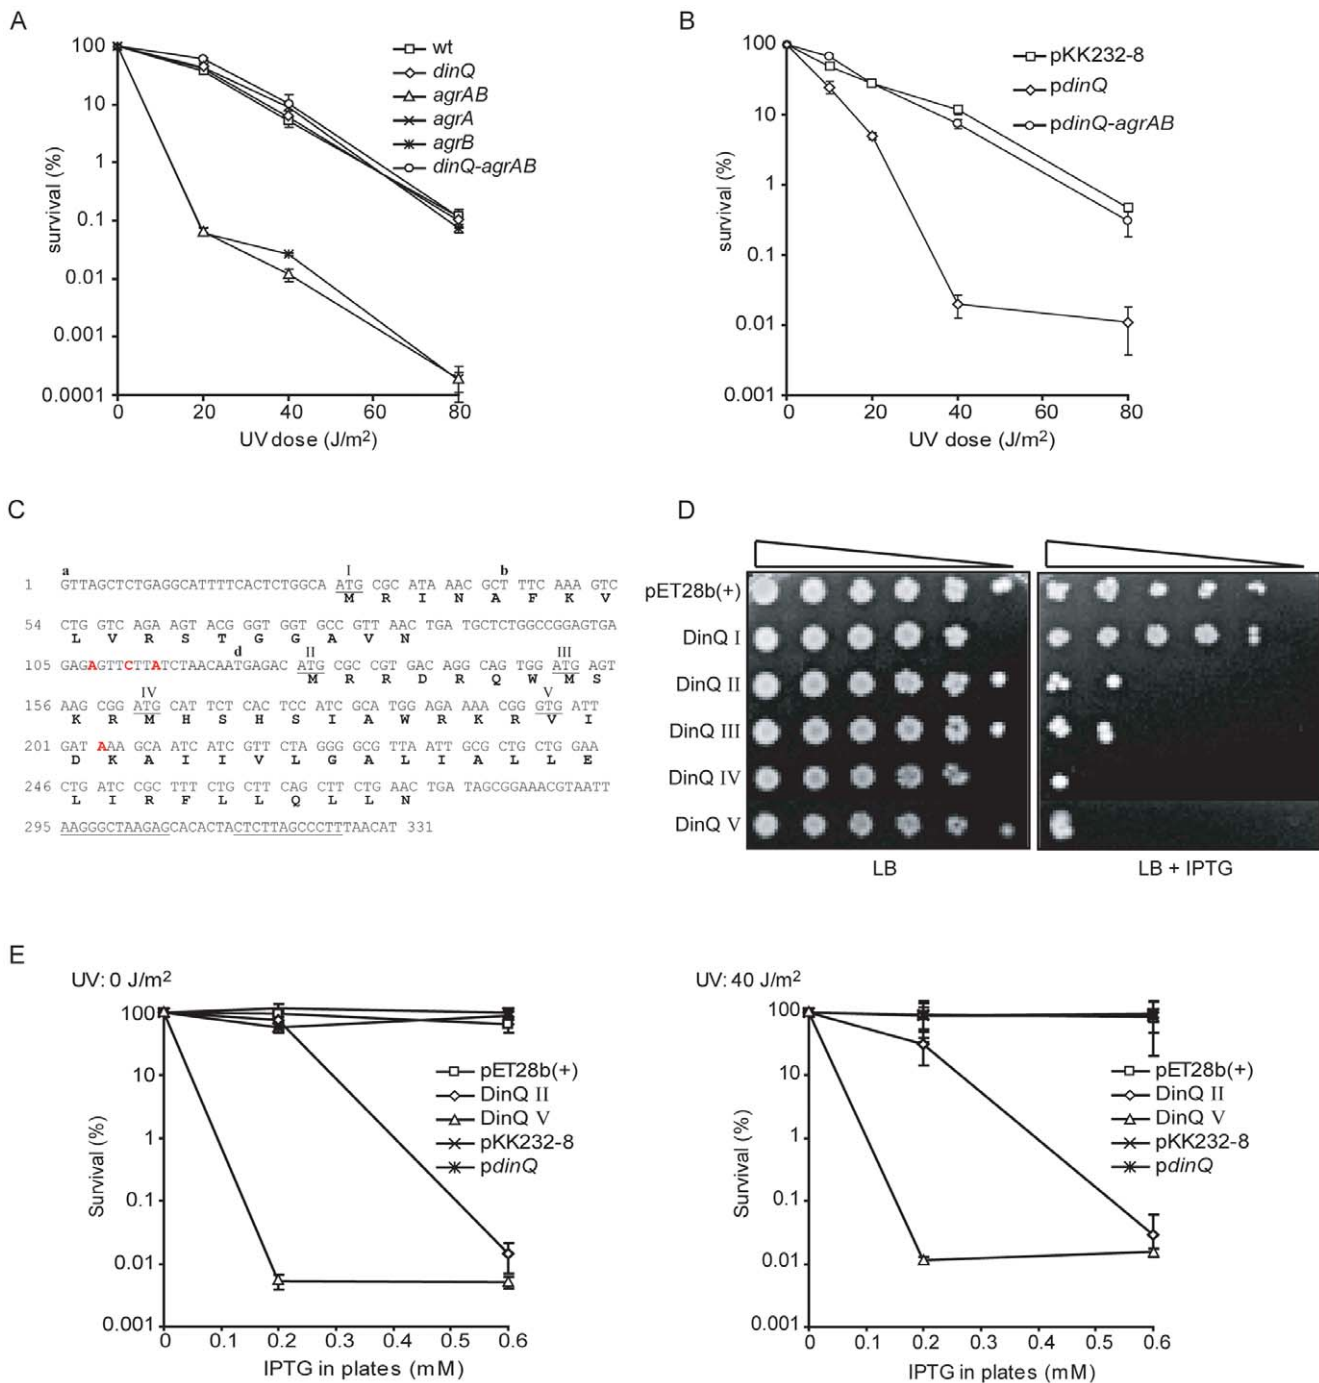 A
100
10
1
0.1
0.01
0.001
0.0001
survival (%)
0 20 40 60 80
UV dose (J/m²)
wt
dinQ
agrAB
agrA
agrB
dinQ-agrAB
B
100
10
1
0.1
0.01
0.001
survival (%)
0 20 40 60 80
UV dose (J/m²)
pKK232-8
pdinQ
pdinQ-agrAB
C
a I b
1 GTTAGCTCTGAGGCATTTTCACTCTGGCA ATG CGC ATA AAC GCT TTC AAA GTC
M R I N A F K V
54 CTG GTC AGA AGT ACG GGT GGT GCC GTT AAC TGA TGCTCTGGCCGGAGTGA
L V R S T G G A V N
d II III
105 GAGAGTTCTTATCTAACAATGAGAC ATG CGC CGT GAC AGG CAG TGG ATG AGT
M R R D R Q W M S
IV V
156 AAG CGG ATG CAT TCT CAC TCC ATC GCA TGG AGA AAA CGG GTG ATT
K R M H S H S I A W R K R V I
201 GAT AAA GCA ATC ATC GTT CTA GGG GCG TTA ATT GCG CTG CTG GAA
D K A I I V L G A L I A L L E
246 CTG ATC CGC TTT CTG CTT CAG CTT CTG AAC TGA TAGCGGAAACGTAATT
L I R F L L Q L L N
295 AAGGGCTAAGAGCACACTACTCTTAGCCCTTTAACAT 331
D
pET28b(+)
DinQ I
DinQ II
DinQ III
DinQ IV
DinQ V
LB
LB + IPTG
E
UV: 0 J/m²
100
10
1
0.1
0.01
0.001
Survival (%)
0 0.1 0.2 0.3 0.4 0.5 0.6
IPTG in plates (mM)
pET28b(+)
DinQ II
DinQ V
pKK232-8
pdinQ
UV: 40 J/m²
100
10
1
0.1
0.01
0.001
Survival (%)
0 0.1 0.2 0.3 0.4 0.5 0.6
IPTG in plates (mM)
pET28b(+)
DinQ II
DinQ V
pKK232-8
pdinQ